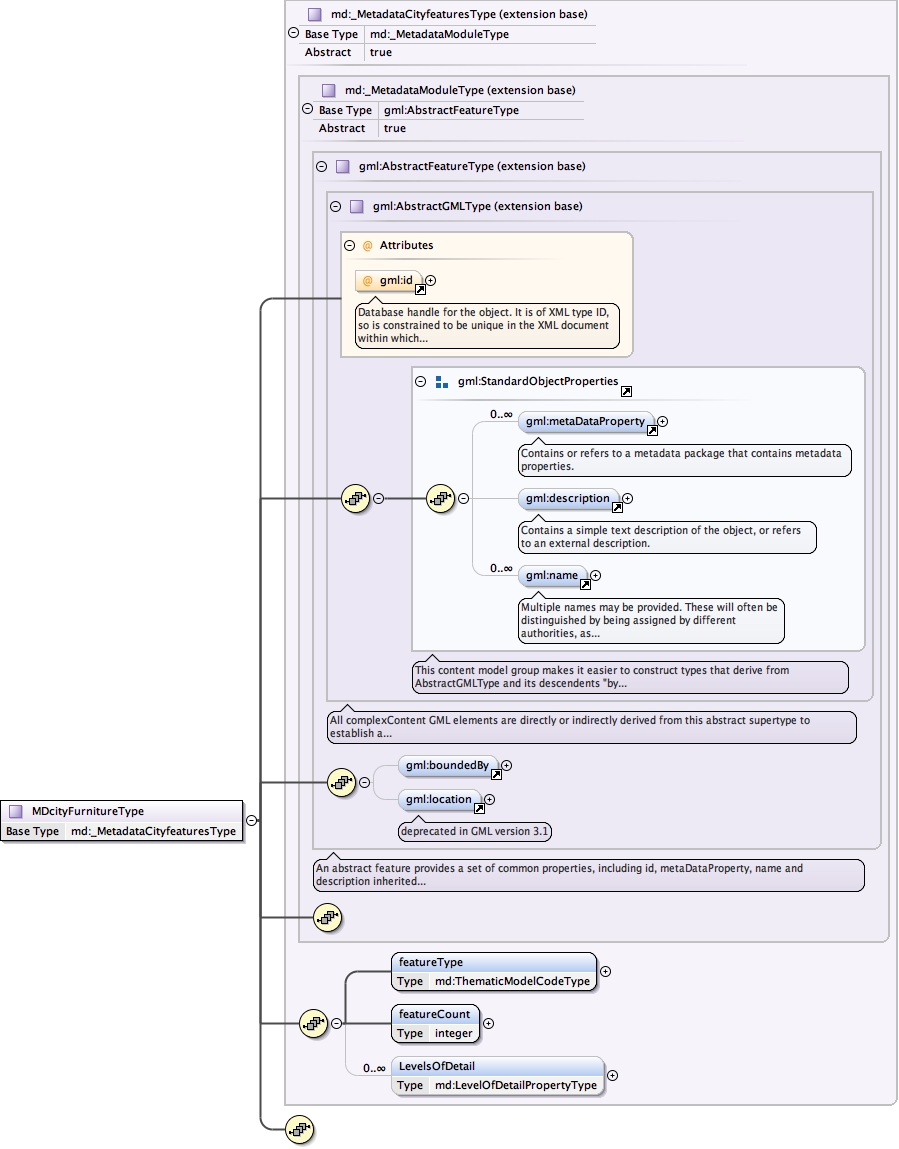 md:_MetadataCityfeaturesType (extension base)
Base Type md:_MetadataModuleType
Abstract true
md:_MetadataModuleType (extension base)
Base Type gml:AbstractFeatureType
Abstract true
gml:AbstractFeatureType (extension base)
gml:AbstractGMLType (extension base)
@ Attributes
@ gml:id
Database handle for the object. It is of XML type ID,
so is constrained to be unique in the XML document
within which...
gml:StandardObjectProperties
0..∞
gml:metaDataProperty
Contains or refers to a metadata package that contains metadata
properties.
gml:description
Contains a simple text description of the object, or refers
to an external description.
0..∞
gml:name
Multiple names may be provided. These will often be
distinguished by being assigned by different
authorities, as...
This content model group makes it easier to construct types that derive from
AbstractGMLType and its descendents "by...
All complexContent GML elements are directly or indirectly derived from this abstract supertype to
establish a...
gml:boundedBy
gml:location
deprecated in GML version 3.1
MDcityFurnitureType
Base Type md:_MetadataCityfeaturesType
An abstract feature provides a set of common properties, including id, metaDataProperty, name and
description inherited...
featureType
Type md:ThematicModelCodeType
featureCount
Type integer
0..∞
LevelsOfDetail
Type md:LevelOfDetailPropertyType